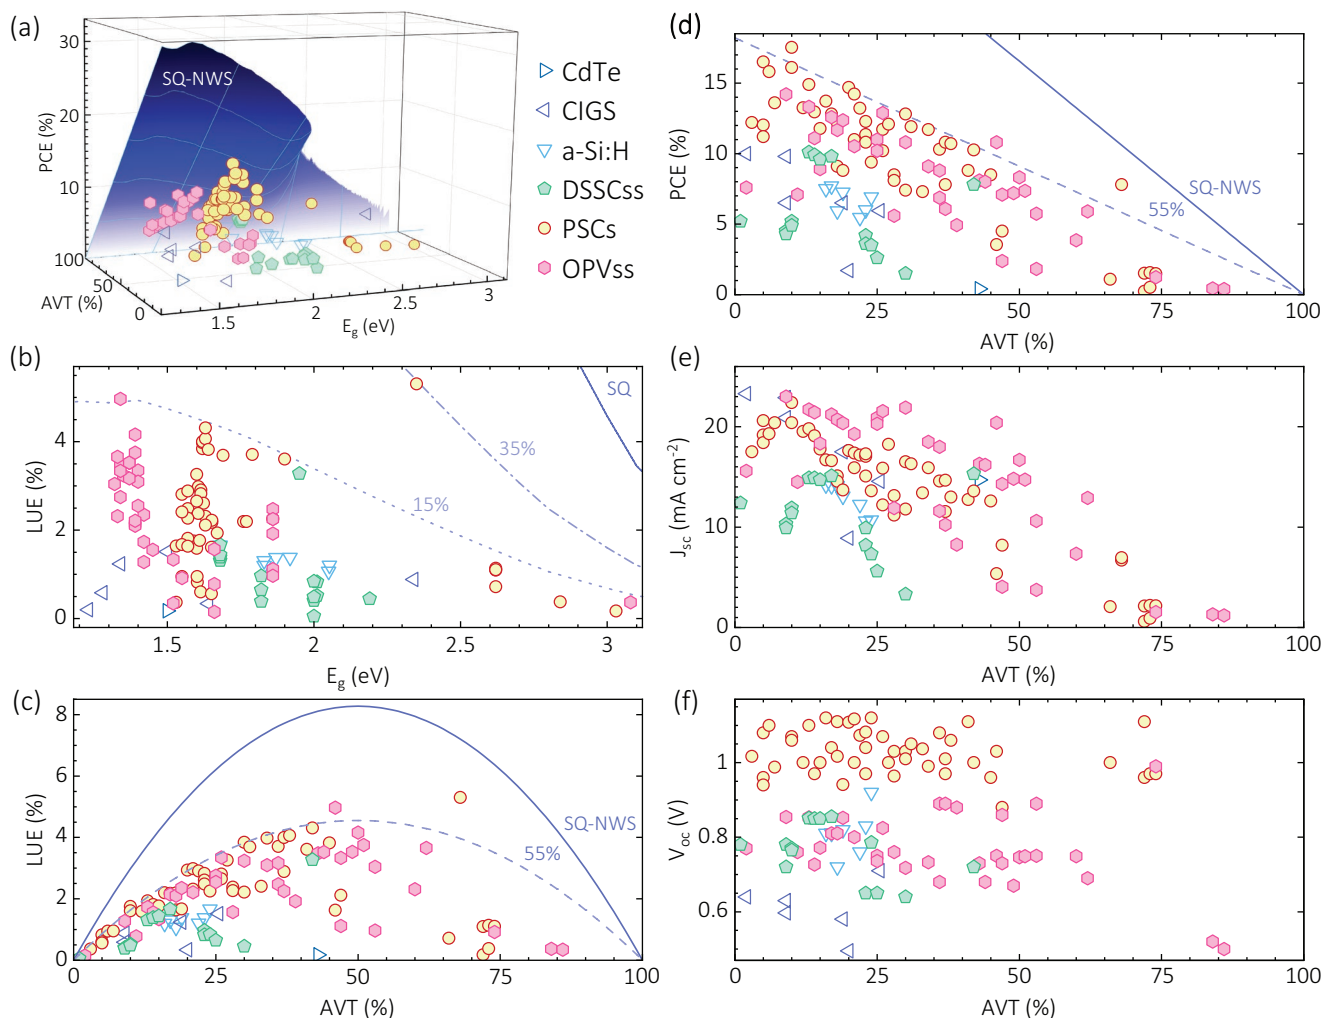 (a)
30
20
10
100
50
0
PCE (%)
AVT (%)
SQ-NWS
1.5
2
2.5
3
E_g (eV)
CdTe
CIGS
a-Si:H
DSSCss
PSCs
OPVss
(b)
4
2
0
LUE (%)
SQ
35%
15%
1.5
2
2.5
3
E_g (eV)
(c)
8
6
4
2
0
LUE (%)
SQ-NWS
55%
0
25
50
75
100
AVT (%)
(d)
15
10
5
0
PCE (%)
SQ-NWS
55%
0
25
50
75
100
AVT (%)
(e)
20
10
0
J_sc (mA cm⁻²)
0
25
50
75
100
AVT (%)
(f)
1
0.8
0.6
V_oc (V)
0
25
50
75
100
AVT (%)